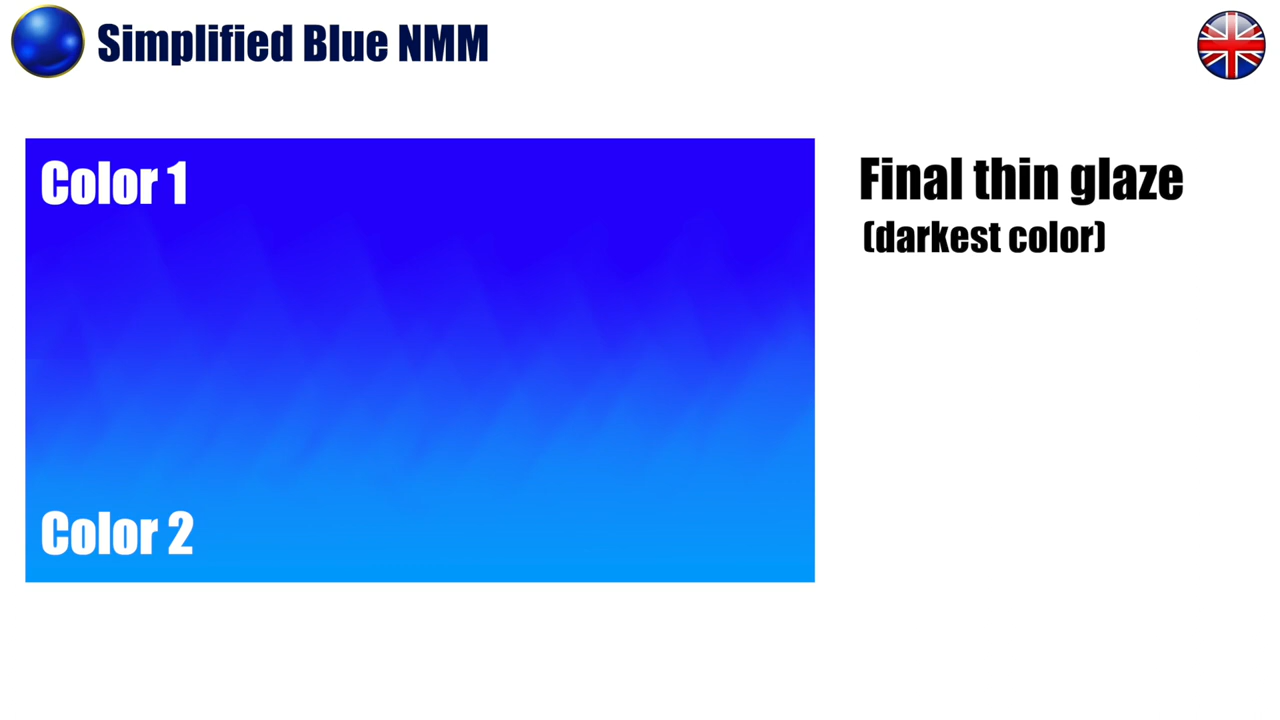 Simplified Blue NMM
Color 1
Color 2
Final thin glaze
(darkest color)